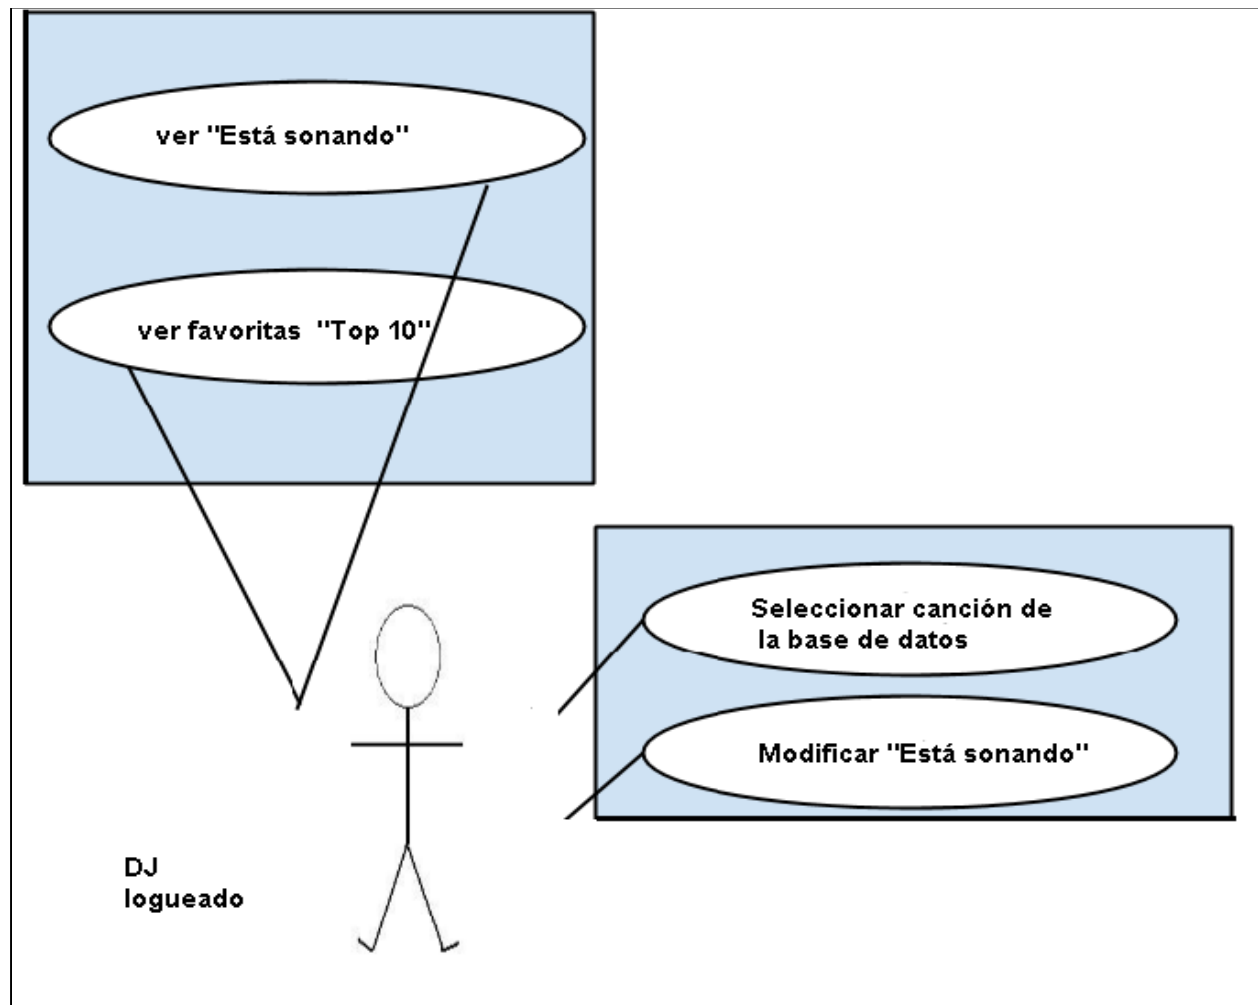 ver "Está sonando"
ver favoritas "Top 10"
Seleccionar canción de
la base de datos
Modificar "Está sonando"
DJ
logueado